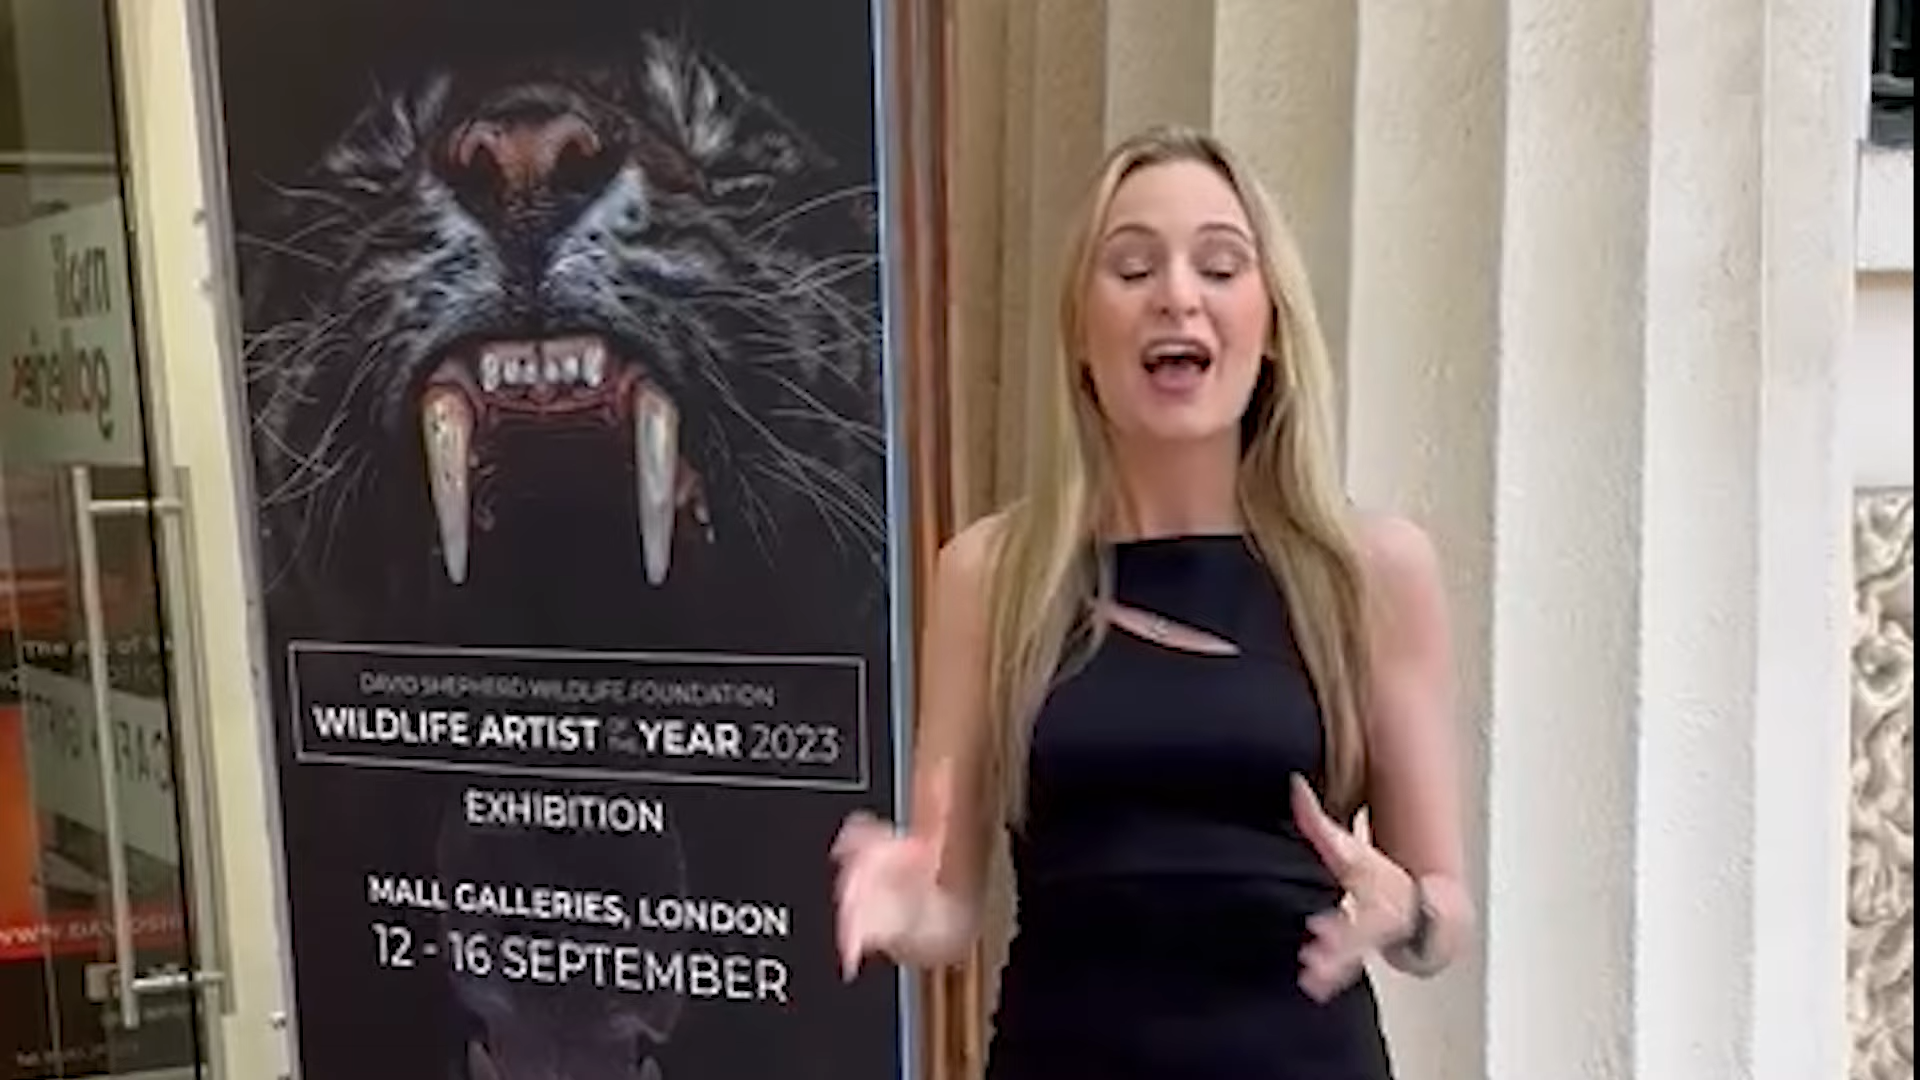 mall
galleries
DAVID SHEPHERD WILDLIFE FOUNDATION
WILDLIFE ARTIST OF THE YEAR 2023
EXHIBITION
MALL GALLERIES, LONDON
12 - 16 SEPTEMBER